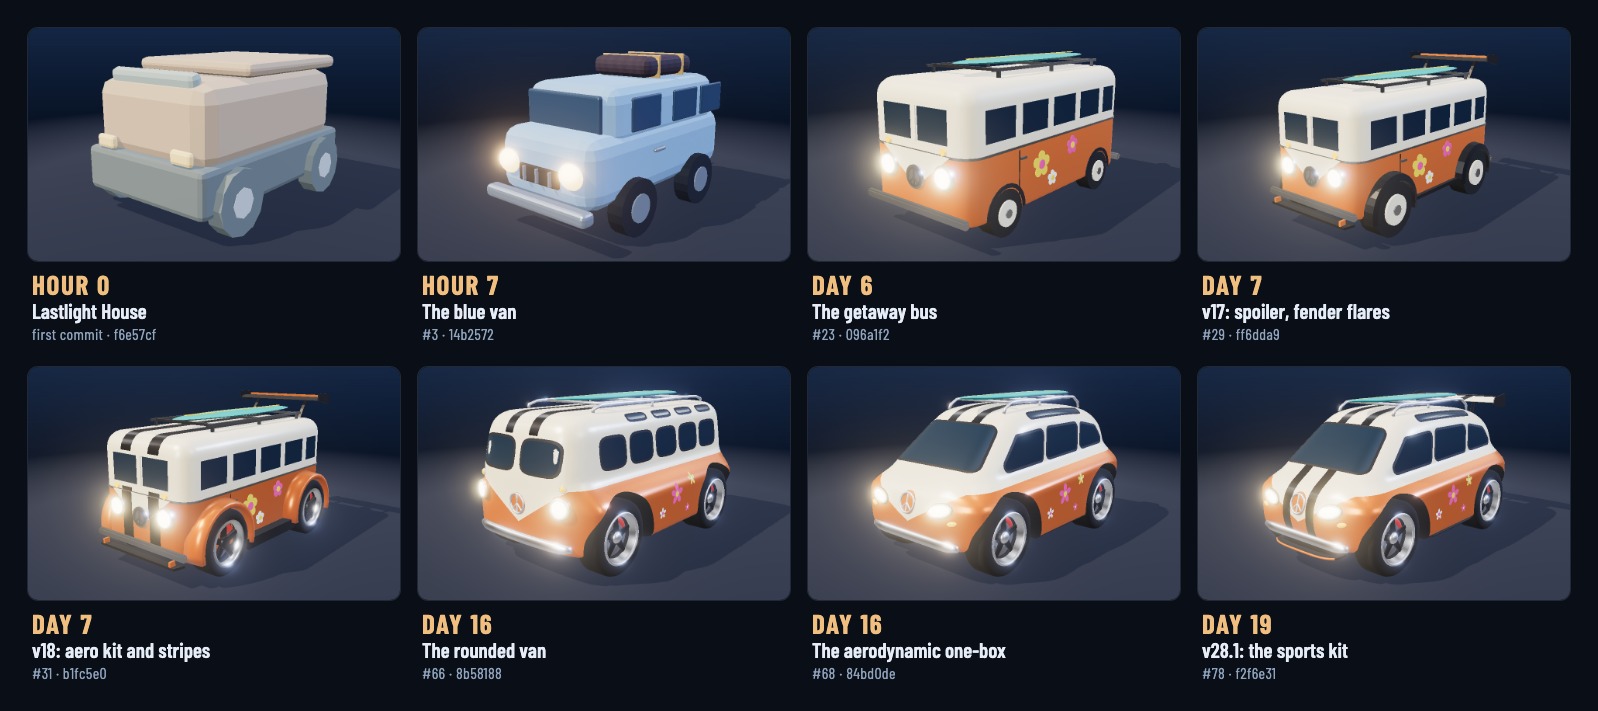 HOUR 0
Lastlight House
first commit · f6e57cf
HOUR 7
The blue van
#3 · 14b2572
DAY 6
The getaway bus
#23 · 096a1f2
DAY 7
v17: spoiler, fender flares
#29 · ff6dda9
DAY 7
v18: aero kit and stripes
#31 · b1fc5e0
DAY 16
The rounded van
#66 · 8b58188
DAY 16
The aerodynamic one-box
#68 · 84bd0de
DAY 19
v28.1: the sports kit
#78 · f2f6e31